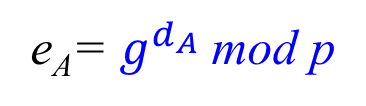 e_A = g^{d_A} mod p